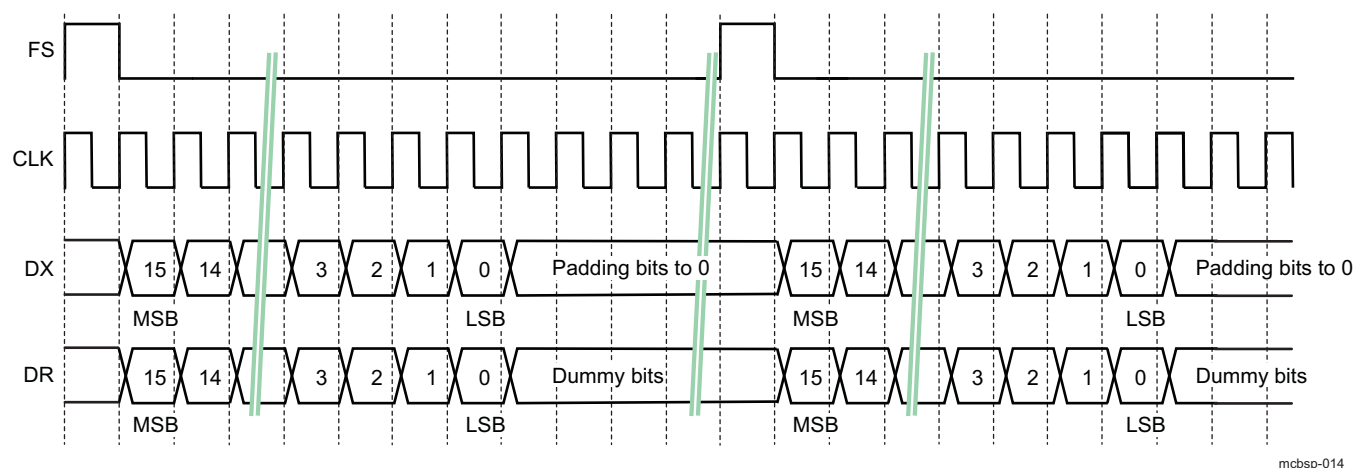 FS
CLK
DX 15 14 3 2 1 0 Padding bits to 0 15 14 3 2 1 0 Padding bits to 0
MSB LSB MSB LSB
DR 15 14 3 2 1 0 Dummy bits 15 14 3 2 1 0 Dummy bits
MSB LSB MSB LSB
mcbsp-014